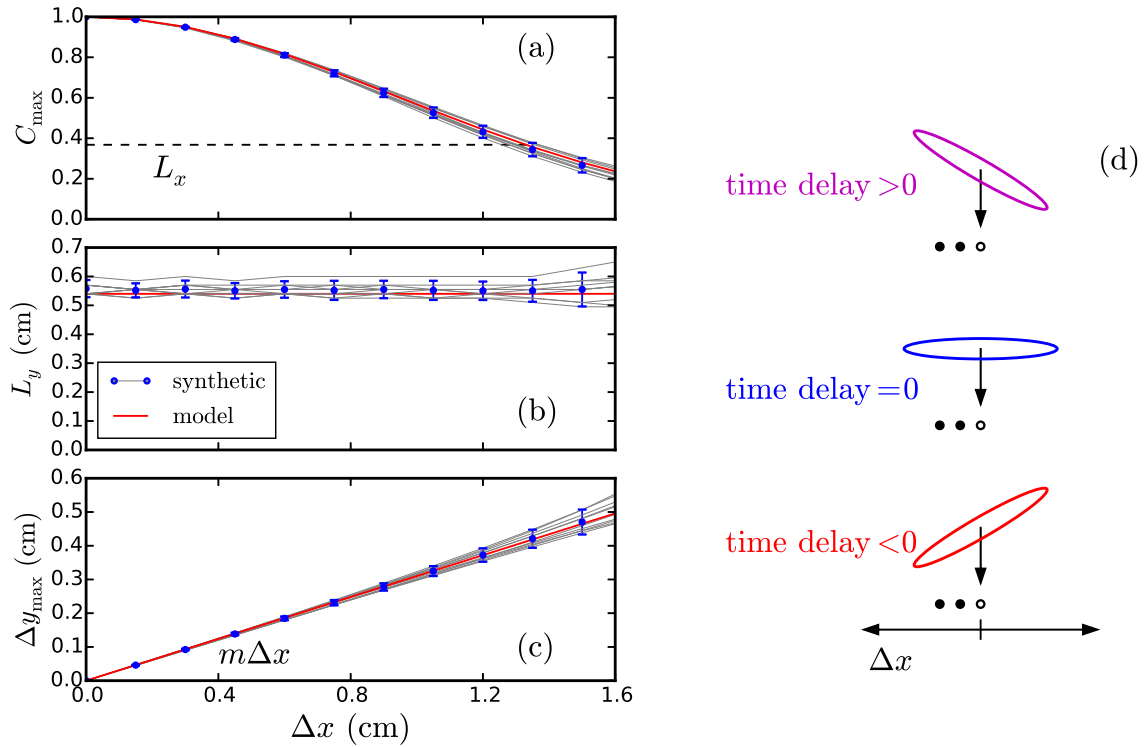 1.0
0.8
0.6
0.4
0.2
0.0
C_max
(a)
L_x
0.7
0.6
0.5
0.4
0.3
0.2
0.1
0.0
L_y (cm)
synthetic
model
(b)
0.6
0.5
0.4
0.3
0.2
0.1
0.0
Δy_max (cm)
mΔx
(c)
0.0 0.4 0.8 1.2 1.6
Δx (cm)
(d)
time delay >0
time delay =0
time delay <0
Δx